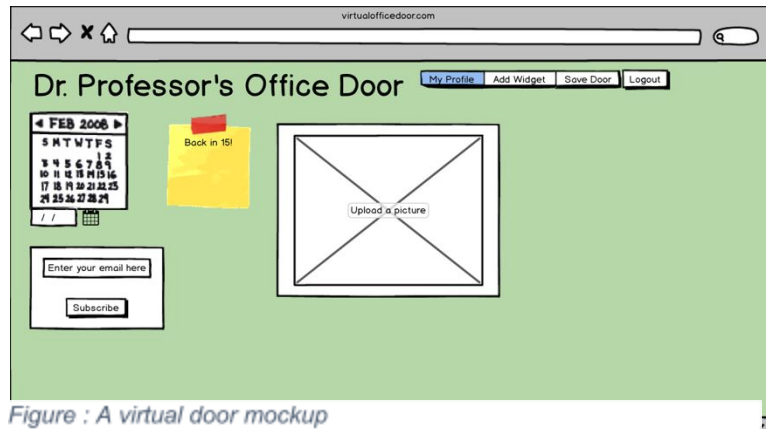 virtualofficedoor.com
Dr. Professor's Office Door
My Profile Add Widget Save Door Logout
FEB 2008
S M T W T F S
1 2
3 4 5 6 7 8 9
10 11 12 13 14 15 16
17 18 19 20 21 22 23
24 25 26 27 28 29
/ /
Back in 15!
Upload a picture
Enter your email here
Subscribe
Figure : A virtual door mockup